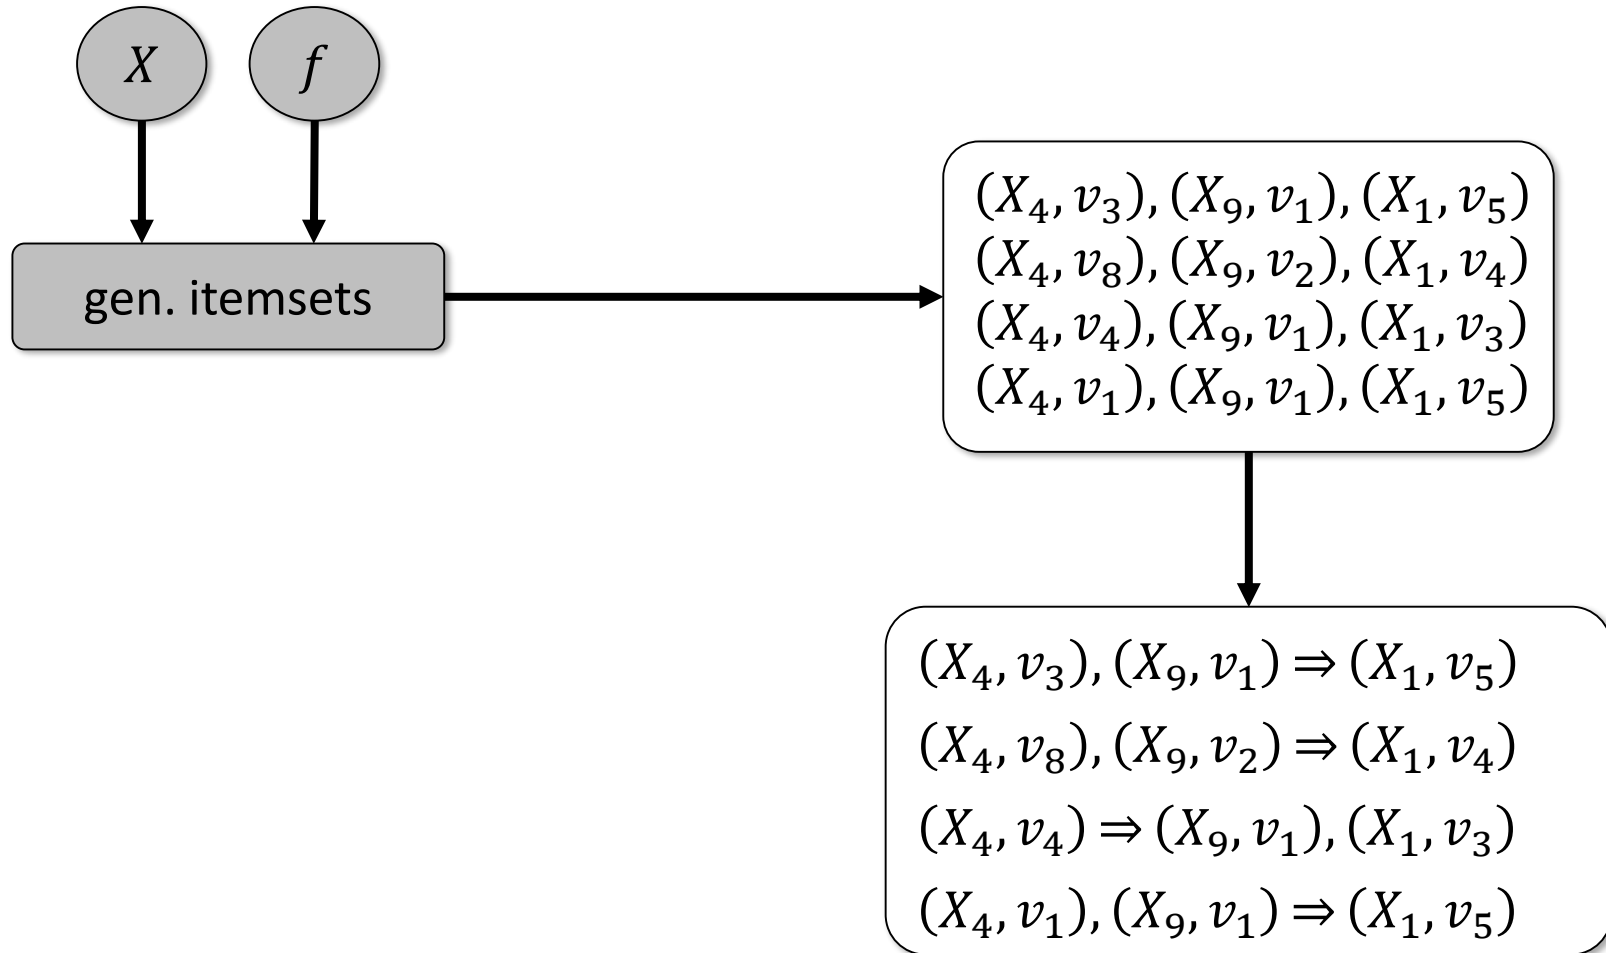 X
f
gen. itemsets
(X₄, v₃), (X₉, v₁), (X₁, v₅)
(X₄, v₈), (X₉, v₂), (X₁, v₄)
(X₄, v₄), (X₉, v₁), (X₁, v₃)
(X₄, v₁), (X₉, v₁), (X₁, v₅)
(X₄, v₃), (X₉, v₁) ⇒ (X₁, v₅)
(X₄, v₈), (X₉, v₂) ⇒ (X₁, v₄)
(X₄, v₄) ⇒ (X₉, v₁), (X₁, v₃)
(X₄, v₁), (X₉, v₁) ⇒ (X₁, v₅)